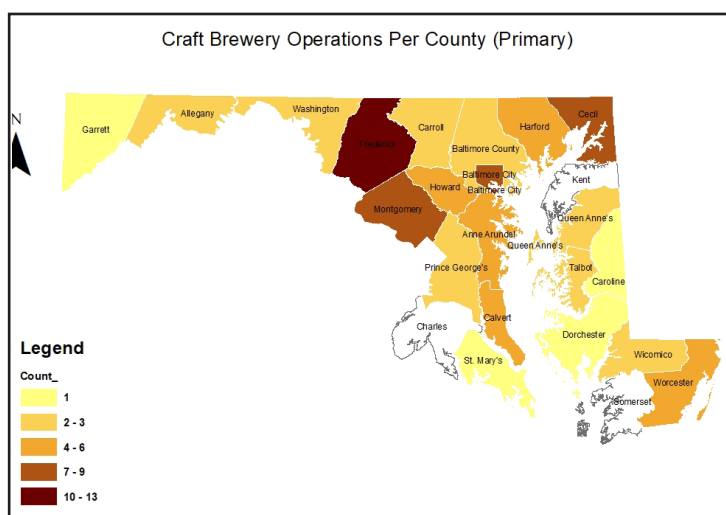 Craft Brewery Operations Per County (Primary)
N
Garrett
Allegany
Washington
Frederick
Carroll
Baltimore County
Harford
Cecil
Baltimore City
Baltimore City
Kent
Howard
Montgomery
Anne Arundel
Queen Anne's
Queen Anne's
Prince George's
Talbot
Caroline
Calvert
Charles
Dorchester
St. Mary's
Wicomico
Worcester
Somerset
Legend
Count_
1
2 - 3
4 - 6
7 - 9
10 - 13